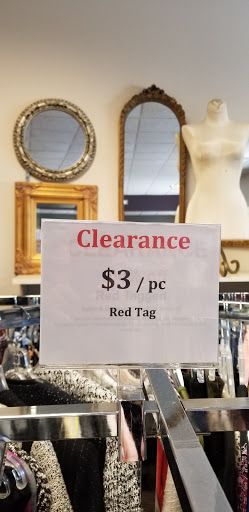 Clearance
$3 / pc
Red Tag